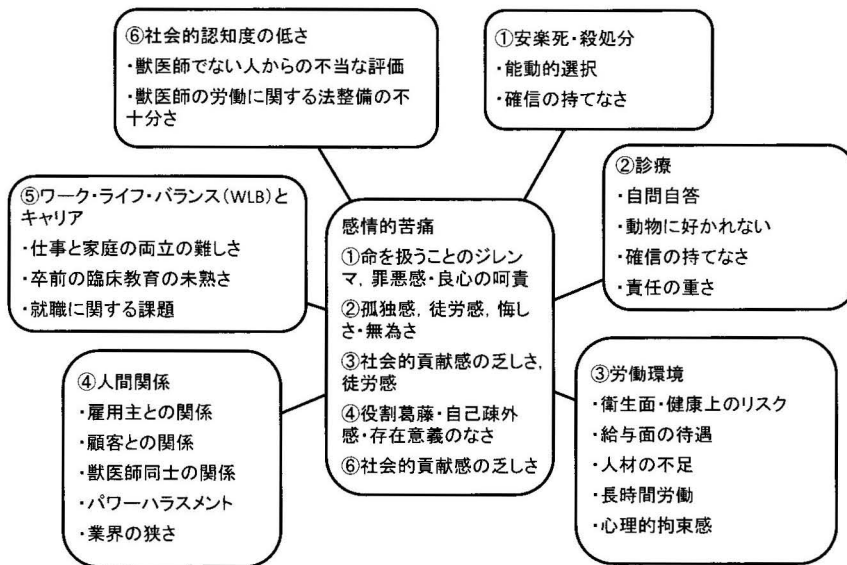 ⑥社会的認知度の低さ
・獣医師でない人からの不当な評価
・獣医師の労働に関する法整備の不
十分さ
①安楽死・殺処分
・能動的選択
・確信の持てなさ
②診療
・自問自答
・動物に好かれない
・確信の持てなさ
・責任の重さ
⑤ワーク・ライフ・バランス(WLB)と
キャリア
・仕事と家庭の両立の難しさ
・卒前の臨床教育の未熟さ
・就職に関する課題
感情的苦痛
①命を扱うことのジレン
マ，罪悪感・良心の呵責
②孤独感，徒労感，悔し
さ・無為さ
③社会的貢献感の乏しさ，
徒労感
④役割葛藤・自己疎外
感・存在意義のなさ
⑥社会的貢献感の乏しさ
③労働環境
・衛生面・健康上のリスク
・給与面の待遇
・人材の不足
・長時間労働
・心理的拘束感
④人間関係
・雇用主との関係
・顧客との関係
・獣医師同士の関係
・パワーハラスメント
・業界の狭さ